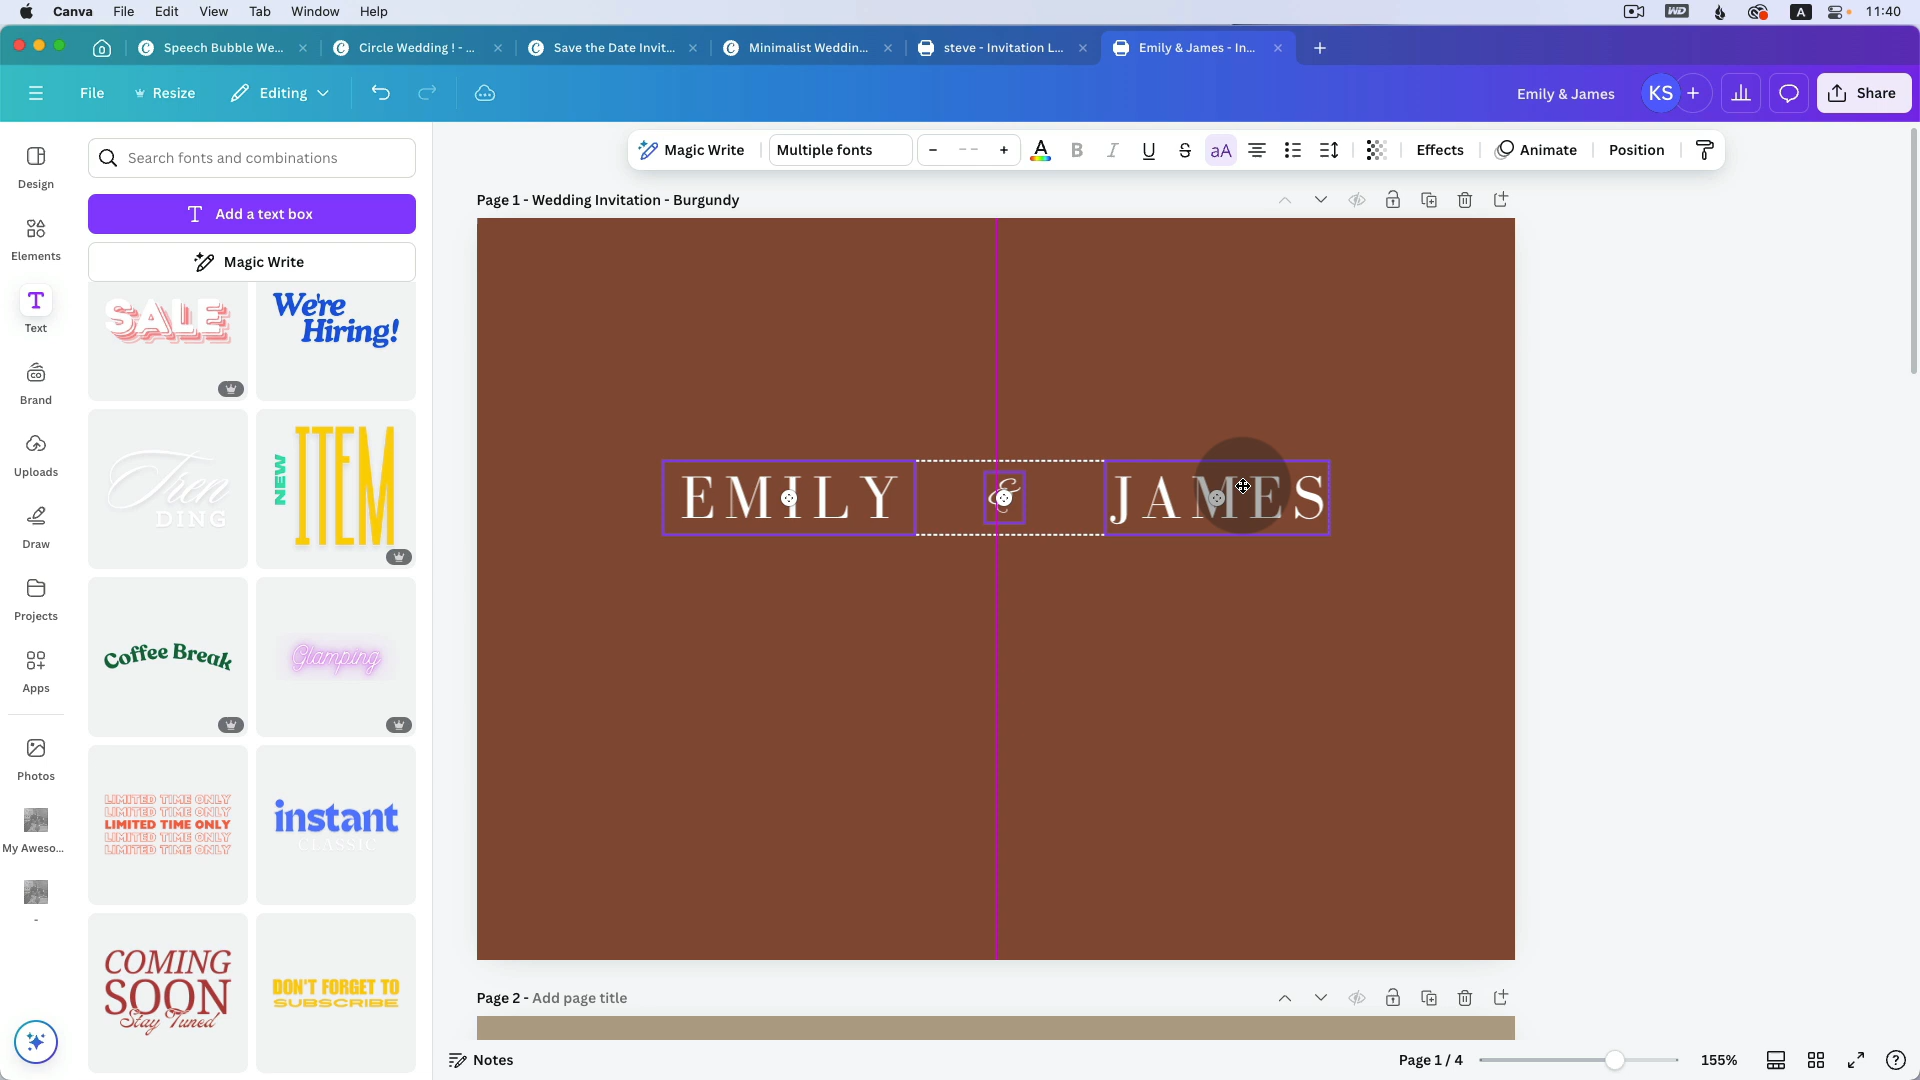 Canva File Edit View Tab Window Help
WD A 11:40
Speech Bubble We... Circle Wedding ! - ... Save the Date Invit... Minimalist Weddin... steve - Invitation L... Emily & James - In...
File Resize Editing Emily & James KS Share
Search fonts and combinations
Add a text box
Magic Write
Design
Elements
Text
Brand
Uploads
Draw
Projects
Apps
Photos
My Aweso...
-
SALE
We're
Hiring!
Tren
DING
NEW
ITEM
Coffee Break
Glamping
LIMITED TIME ONLY
LIMITED TIME ONLY
LIMITED TIME ONLY
LIMITED TIME ONLY
LIMITED TIME ONLY
instant
CLASSIC
COMING
SOON
Stay Tuned
DON'T FORGET TO
SUBSCRIBE
Magic Write Multiple fonts - -- + A B I U S aA Effects Animate Position
Page 1 - Wedding Invitation - Burgundy
EMILY & JAMES
Page 2 - Add page title
Notes Page 1 / 4 155%